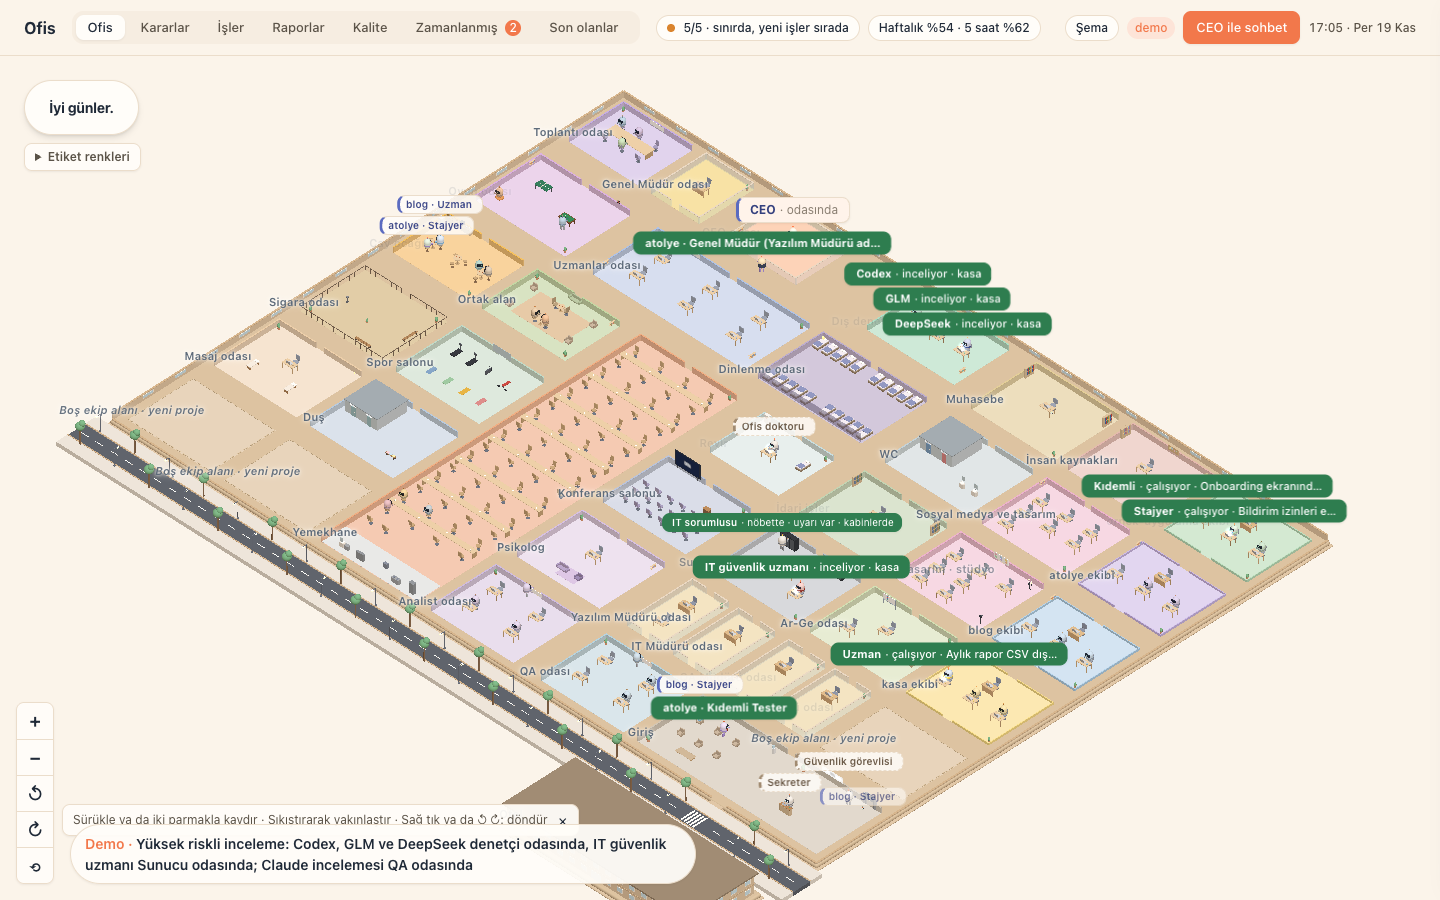 Ofis
Ofis
Kararlar
İşler
Raporlar
Kalite
Zamanlanmış 2
Son olanlar
5/5 · sınırda, yeni işler sırada
Haftalık %54 · 5 saat %62
Şema
demo
CEO ile sohbet
17:05 · Per 19 Kas
İyi günler.
Etiket renkleri
Toplantı odası
Genel Müdür odası
blog · Uzman
atolye · Stajyer
CEO · odasında
atolye · Genel Müdür (Yazılım Müdürü ad...
Uzmanlar odası
Codex · inceliyor · kasa
GLM · inceliyor · kasa
DeepSeek · inceliyor · kasa
Sigara odası
Ortak alan
Masaj odası
Spor salonu
Dinlenme odası
Muhasebe
Boş ekip alanı - yeni proje
Duş
Ofis doktoru
WC
İnsan kaynakları
Boş ekip alanı - yeni proje
Kıdemli · çalışıyor · Onboarding ekranınd...
Konferans salonu
Stajyer · çalışıyor · Bildirim izinleri e...
Sosyal medya ve tasarım
IT sorumlusu · nöbette · uyarı var · kabinlerde
Yemekhane
Psikolog
IT güvenlik uzmanı · inceliyor · kasa
atolye ekibi
Analist odası
Yazılım Müdürü odası
Ar-Ge odası
blog ekibi
IT Müdürü odası
Uzman · çalışıyor · Aylık rapor CSV dış...
QA odası
blog · Stajyer
kasa ekibi
atolye · Kıdemli Tester
Giriş
Boş ekip alanı - yeni proje
Güvenlik görevlisi
Sekreter
blog · Stajyer
Sürükle ya da iki parmakla kaydır · Sıkıştırarak yakınlaştır · Sağ tık ya da ↺ ↻: döndür ×
Demo · Yüksek riskli inceleme: Codex, GLM ve DeepSeek denetçi odasında, IT güvenlik
uzmanı Sunucu odasında; Claude incelemesi QA odasında